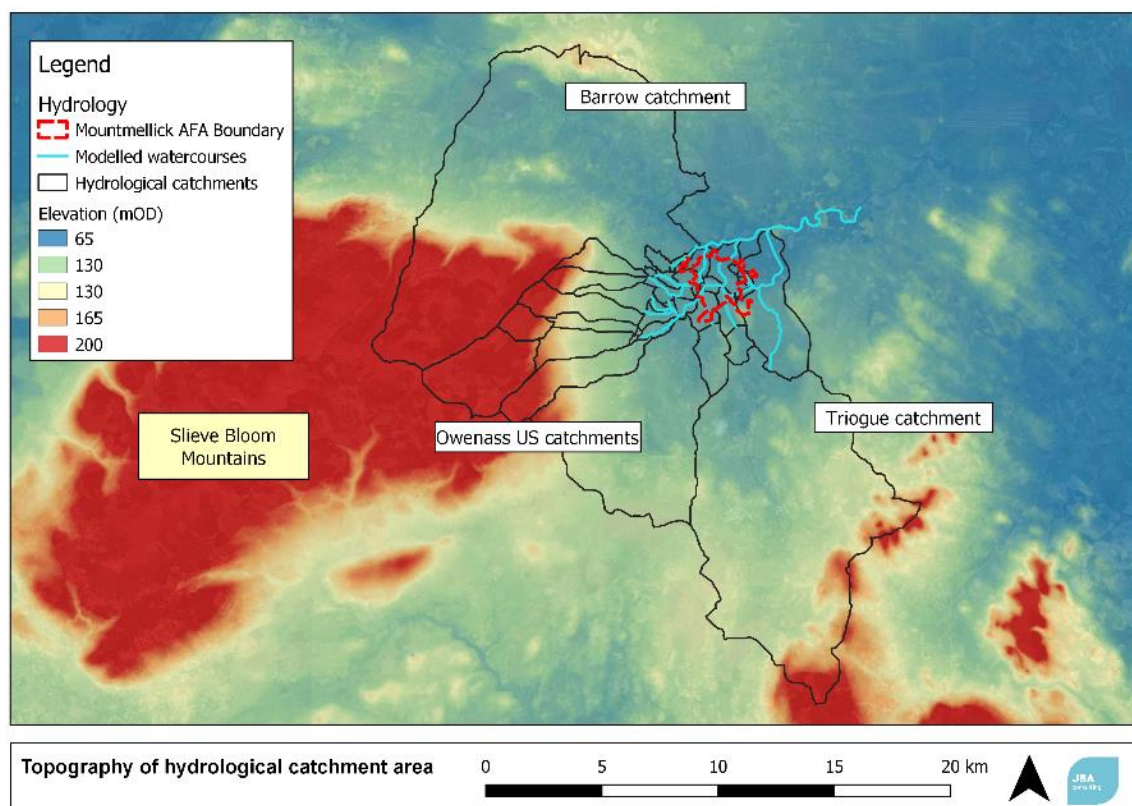 Legend
Hydrology
Mountmellick AFA Boundary
Modelled watercourses
Hydrological catchments
Elevation (mOD)
65
130
130
165
200
Barrow catchment
Owenass US catchments
Triogue catchment
Slieve Bloom
Mountains
Topography of hydrological catchment area
0 5 10 15 20 km
JBA
consulting